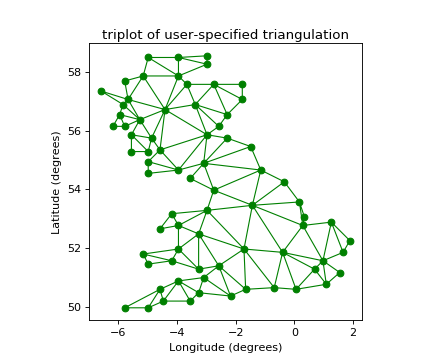 triplot of user-specified triangulation
58
56
54
52
50
Latitude (degrees)
−6 −4 −2 0 2
Longitude (degrees)